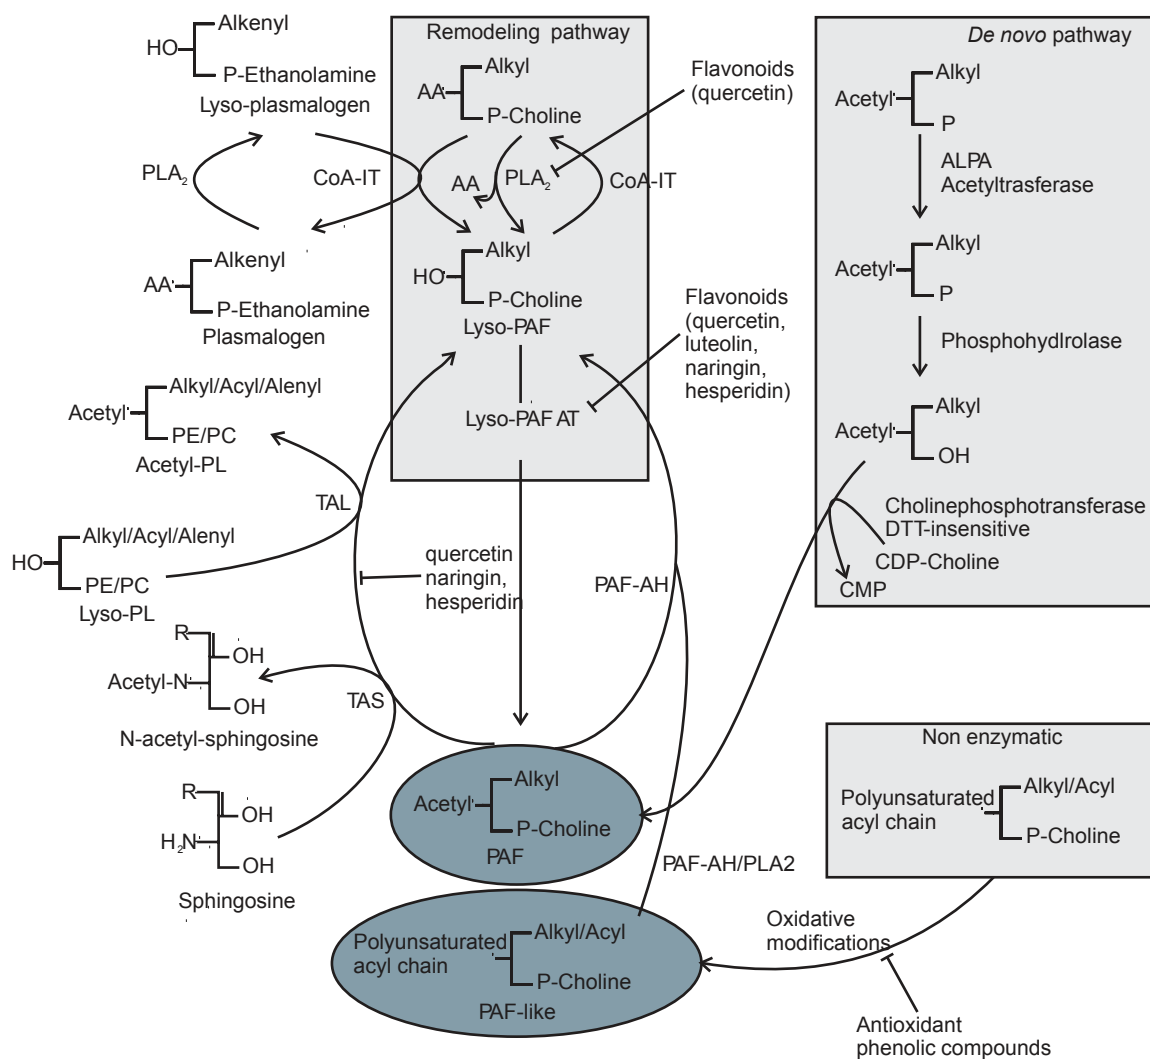 Alkenyl
HO
P-Ethanolamine
Lyso-plasmalogen
PLA2
CoA-IT
Alkenyl
AA
P-Ethanolamine
Plasmalogen
Remodeling pathway
Alkyl
AA
P-Choline
AA
PLA2
CoA-IT
Alkyl
HO
P-Choline
Lyso-PAF
Lyso-PAF AT
Flavonoids
(quercetin)
Flavonoids
(quercetin,
luteolin,
naringin,
hesperidin)
De novo pathway
Alkyl
Acetyl
P
ALPA
Acetyltrasferase
Alkyl
Acetyl
P
Phosphohydlrolase
Alkyl
Acetyl
OH
Cholinephosphotransferase
DTT-insensitive
CDP-Choline
CMP
Alkyl/Acyl/Alenyl
Acetyl
PE/PC
Acetyl-PL
TAL
Alkyl/Acyl/Alenyl
HO
PE/PC
Lyso-PL
quercetin
naringin,
hesperidin
PAF-AH
R
OH
Acetyl-N
OH
N-acetyl-sphingosine
TAS
R
OH
H2N
OH
Sphingosine
Alkyl
Acetyl
P-Choline
PAF
PAF-AH/PLA2
Alkyl/Acyl
Polyunsaturated
acyl chain
P-Choline
PAF-like
Non enzymatic
Alkyl/Acyl
Polyunsaturated
acyl chain
P-Choline
Oxidative
modifications
Antioxidant
phenolic compounds